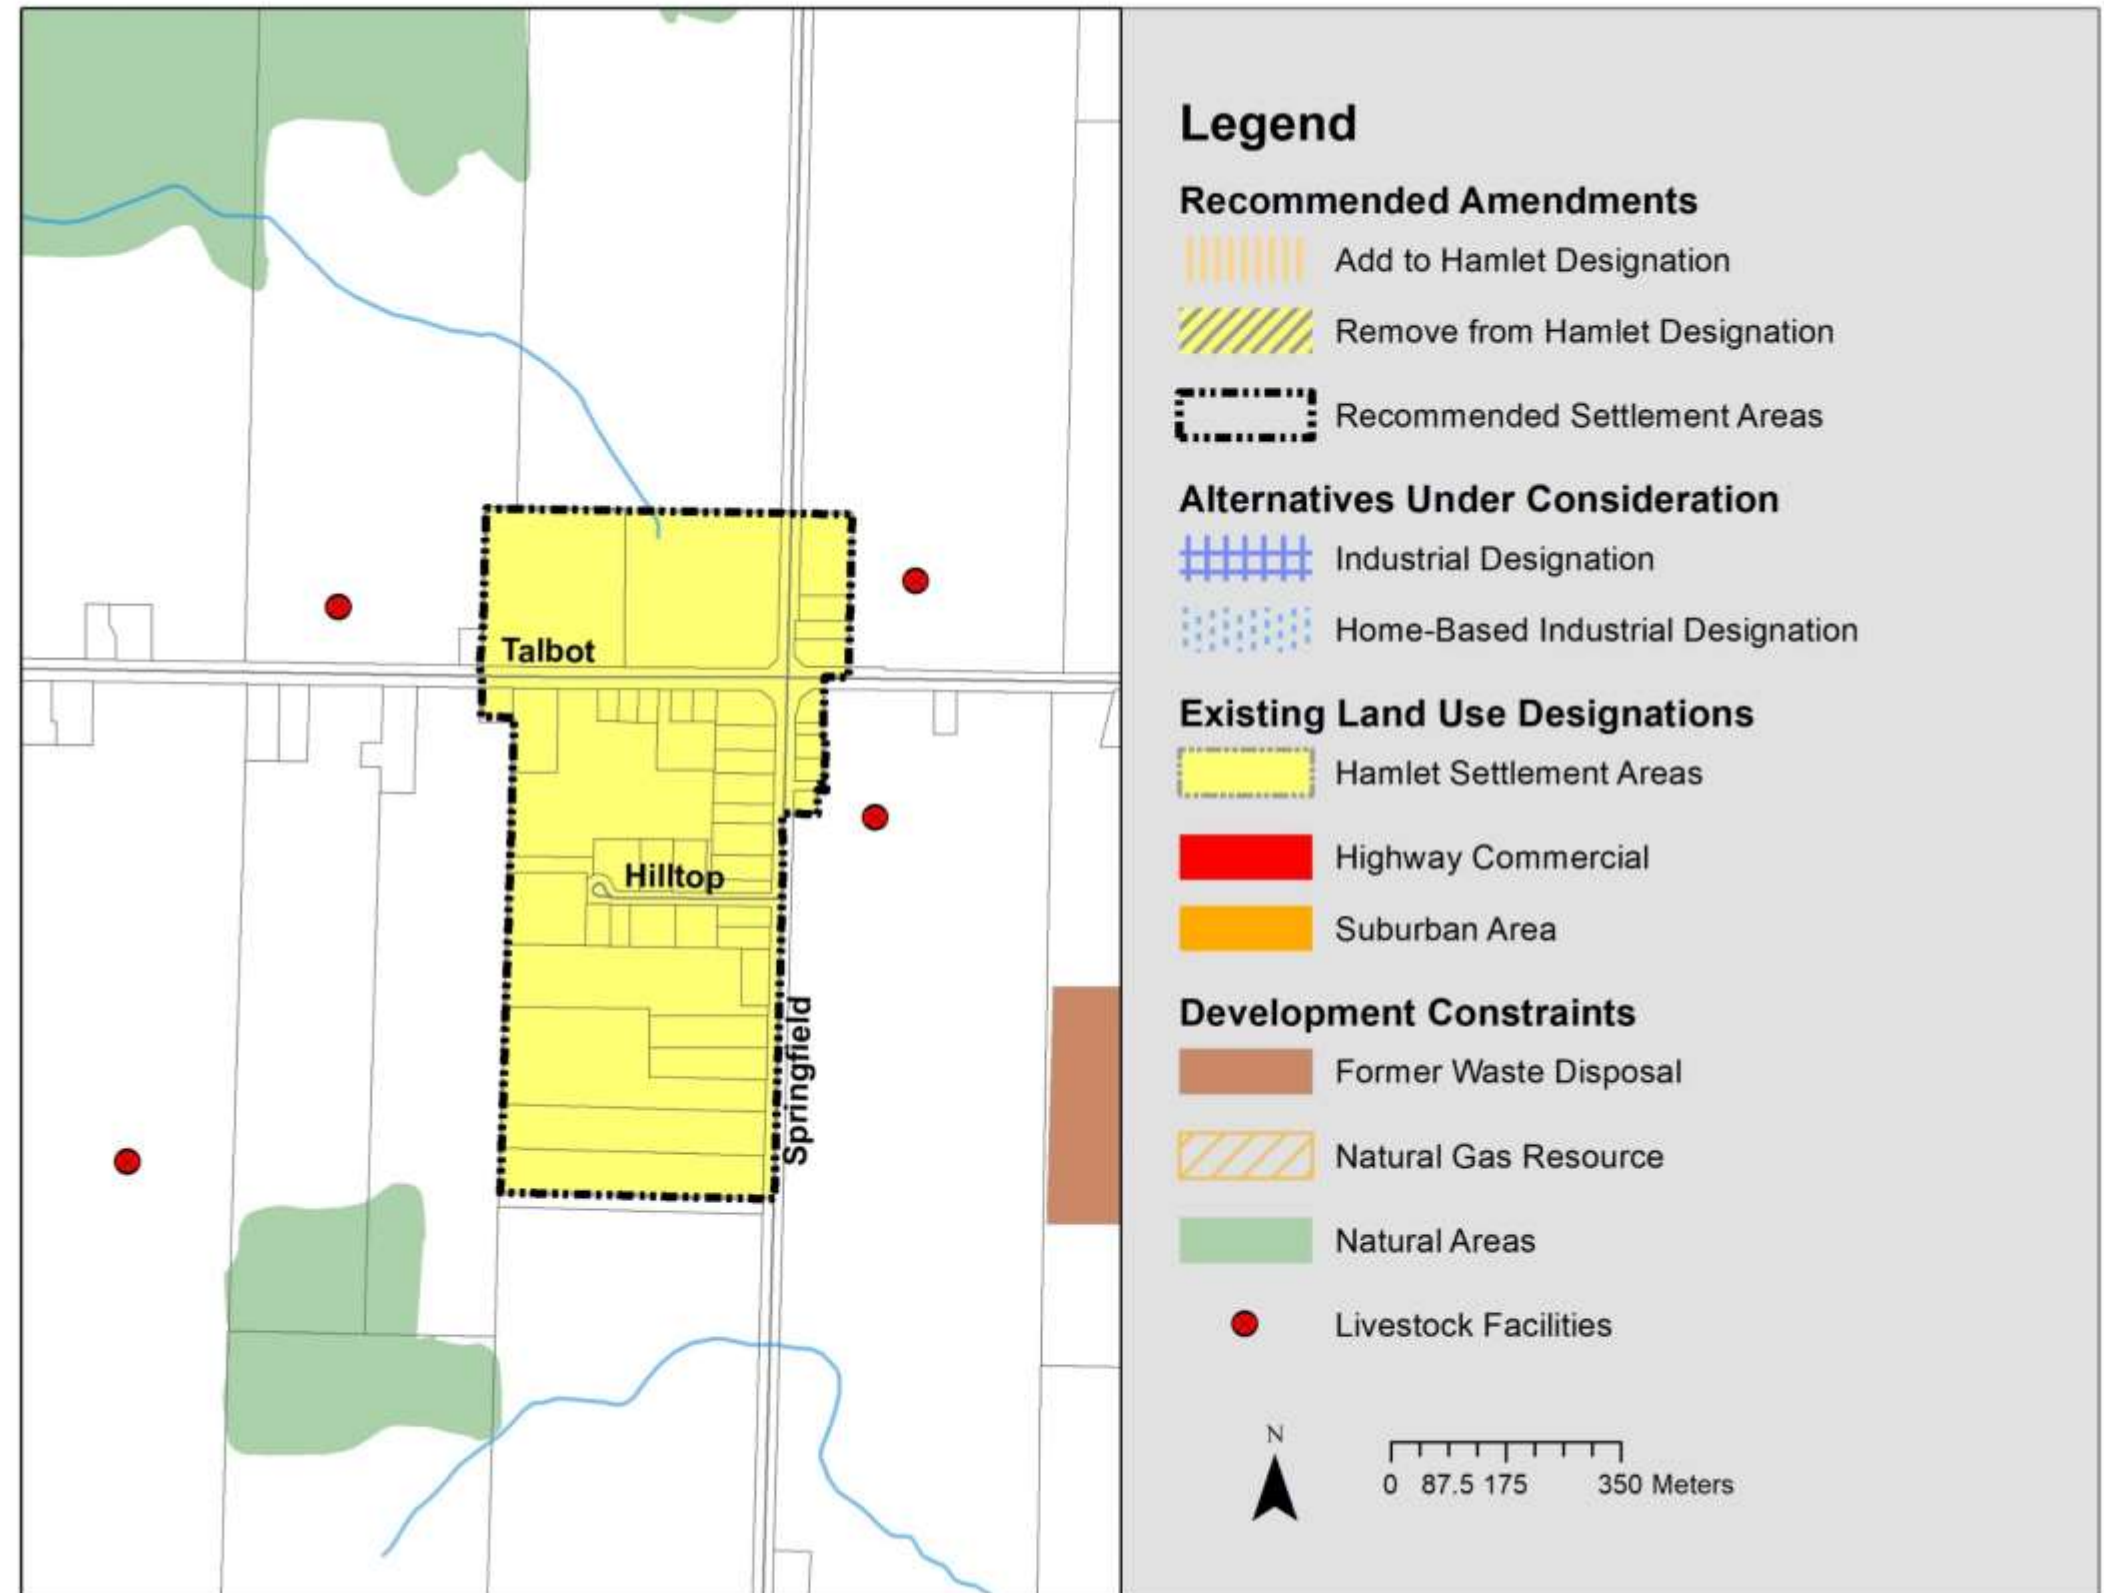 Talbot
Hilltop
Springfield
Legend
Recommended Amendments
Add to Hamlet Designation
Remove from Hamlet Designation
Recommended Settlement Areas
Alternatives Under Consideration
Industrial Designation
Home-Based Industrial Designation
Existing Land Use Designations
Hamlet Settlement Areas
Highway Commercial
Suburban Area
Development Constraints
Former Waste Disposal
Natural Gas Resource
Natural Areas
Livestock Facilities
N
0 87.5 175 350 Meters